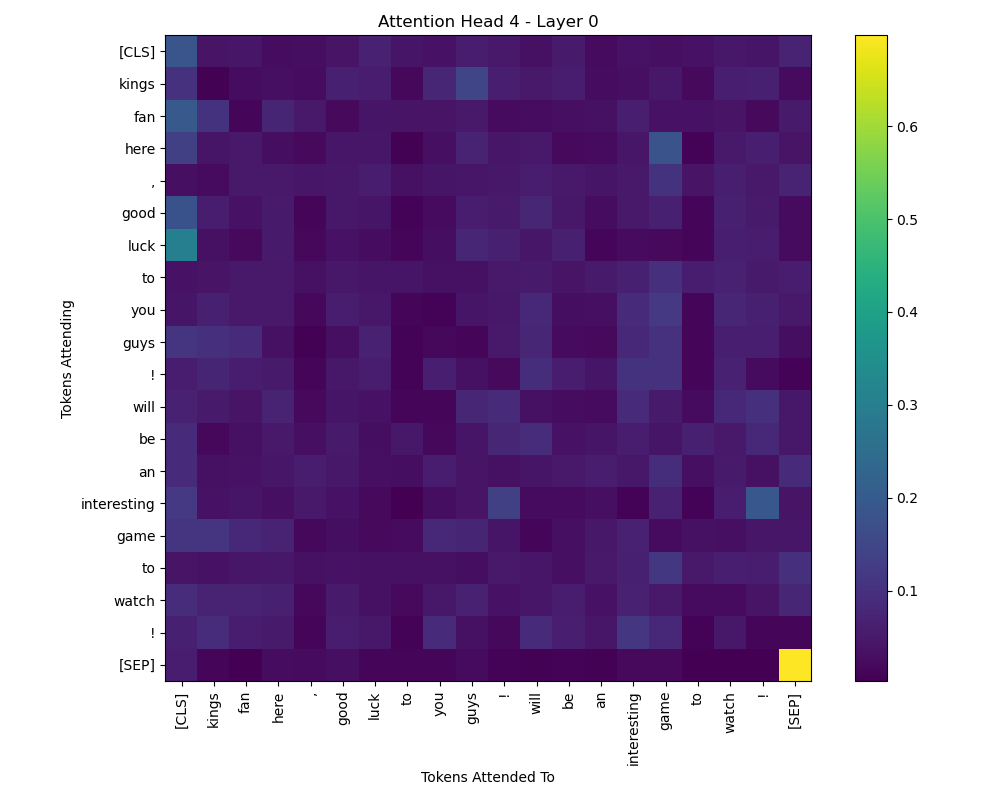 Attention Head 4 - Layer 0
Tokens Attending
[CLS]
kings
fan
here
,
good
luck
to
you
guys
!
will
be
an
interesting
game
to
watch
!
[SEP]
[CLS]
kings
fan
here
,
good
luck
to
you
guys
!
will
be
an
interesting
game
to
watch
!
[SEP]
Tokens Attended To
0.6
0.5
0.4
0.3
0.2
0.1